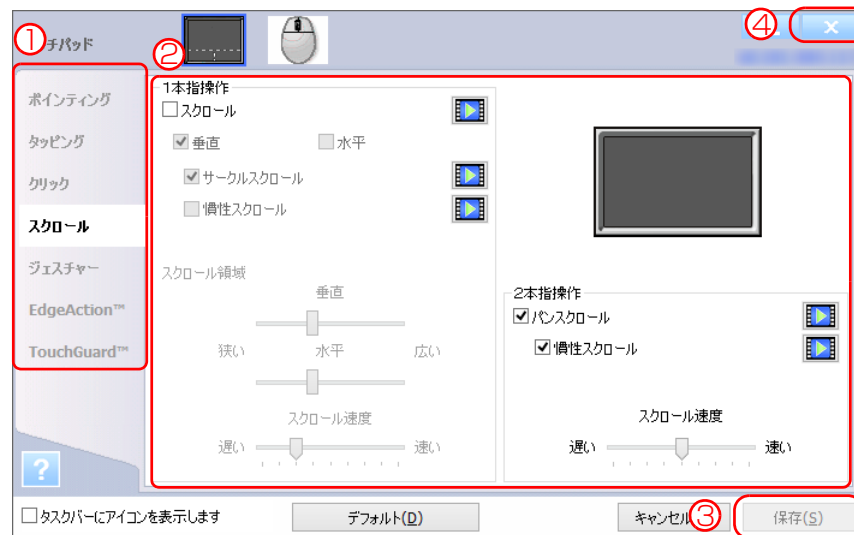 ① チパッド ② ④
ポインティング
タッピング
クリック
スクロール
ジェスチャー
EdgeAction™
TouchGuard™
1本指操作
スクロール
垂直 水平
サークルスクロール
慣性スクロール
スクロール領域
垂直
狭い 水平 広い
スクロール速度
遅い 速い
2本指操作
パンスクロール
慣性スクロール
スクロール速度
遅い 速い
?
タスクバーにアイコンを表示します デフォルト(D) キャンセル ③ 保存(S)